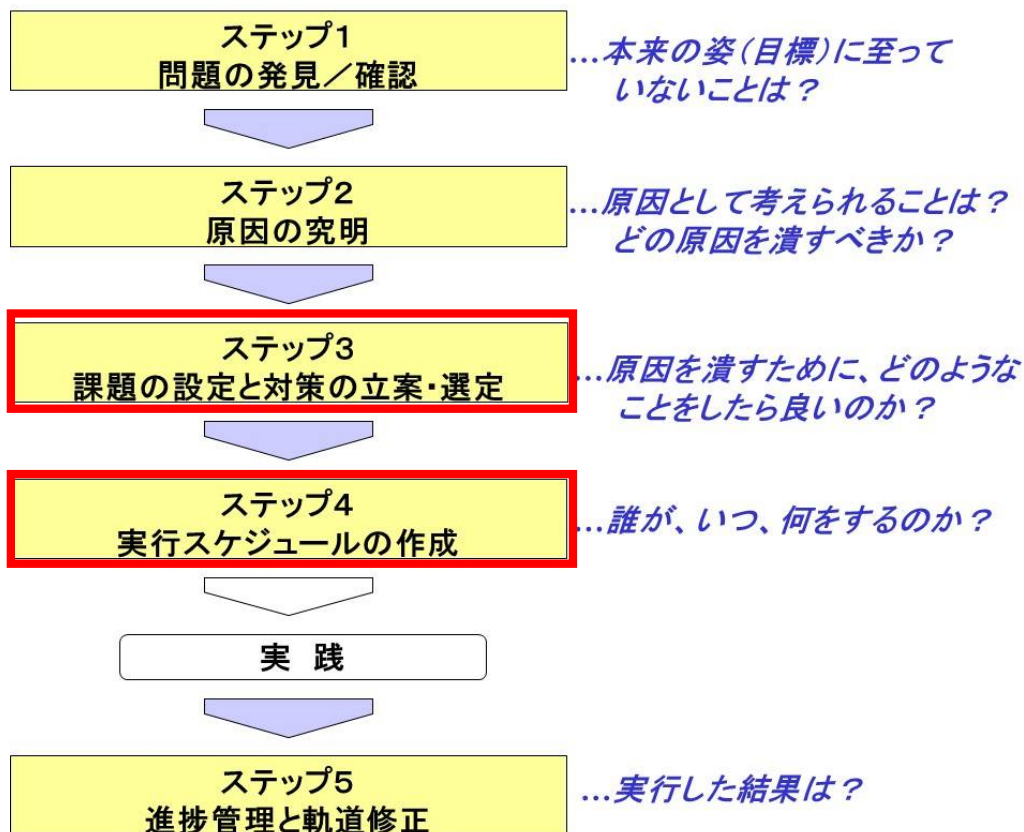 ステップ1
問題の発見／確認
…本来の姿（目標）に至って
いないことは？
ステップ2
原因の究明
…原因として考えられることは？
どの原因を潰すべきか？
ステップ3
課題の設定と対策の立案・選定
…原因を潰すために、どのような
ことをしたら良いのか？
ステップ4
実行スケジュールの作成
…誰が、いつ、何をするのか？
実 践
ステップ5
進捗管理と軌道修正
…実行した結果は？